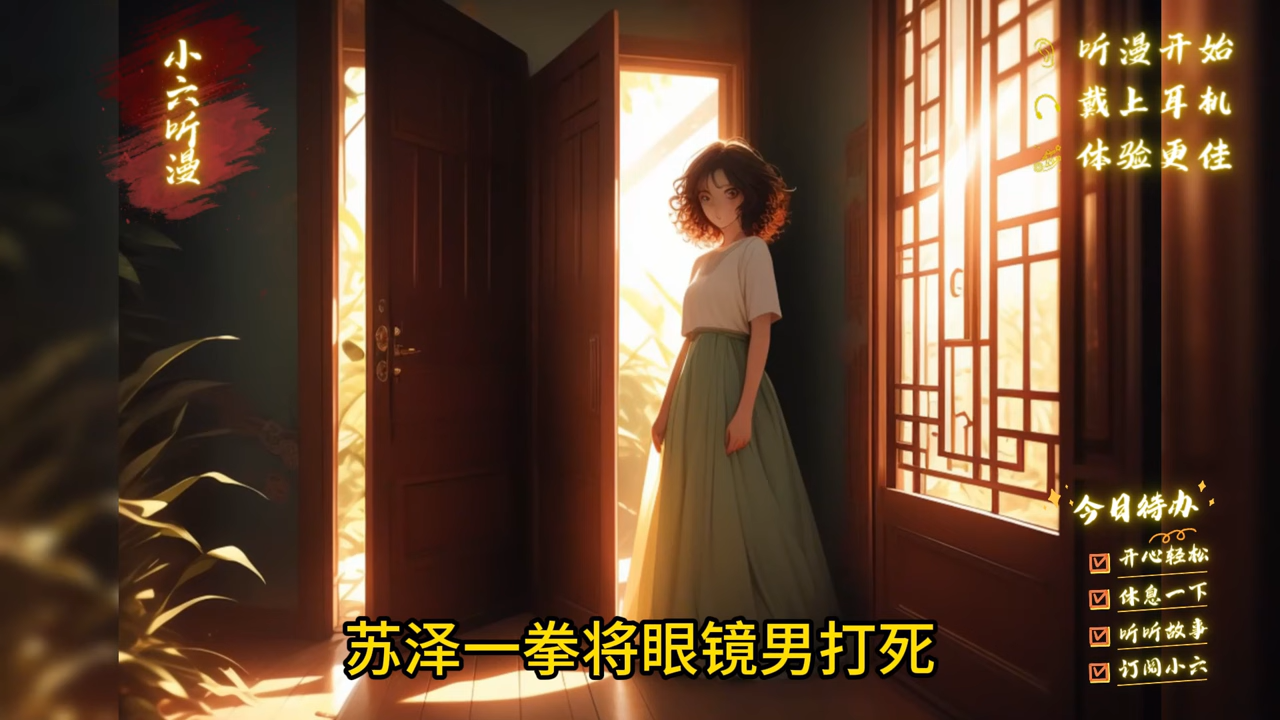 小六听漫
听漫开始
戴上耳机
体验更佳
今日待办
开心轻松
休息一下
听听故事
订阅小六
苏泽一拳将眼镜男打死